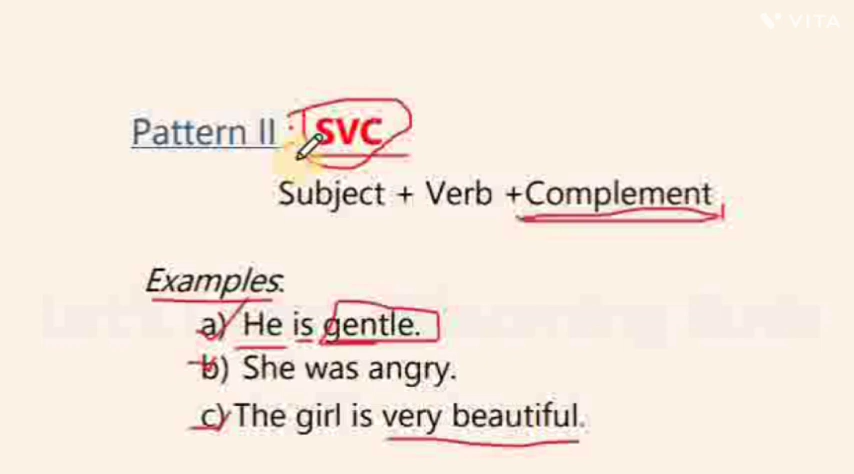 VITA
Pattern II : SVC
Subject + Verb +Complement
Examples:
a) He is gentle.
b) She was angry.
c) The girl is very beautiful.